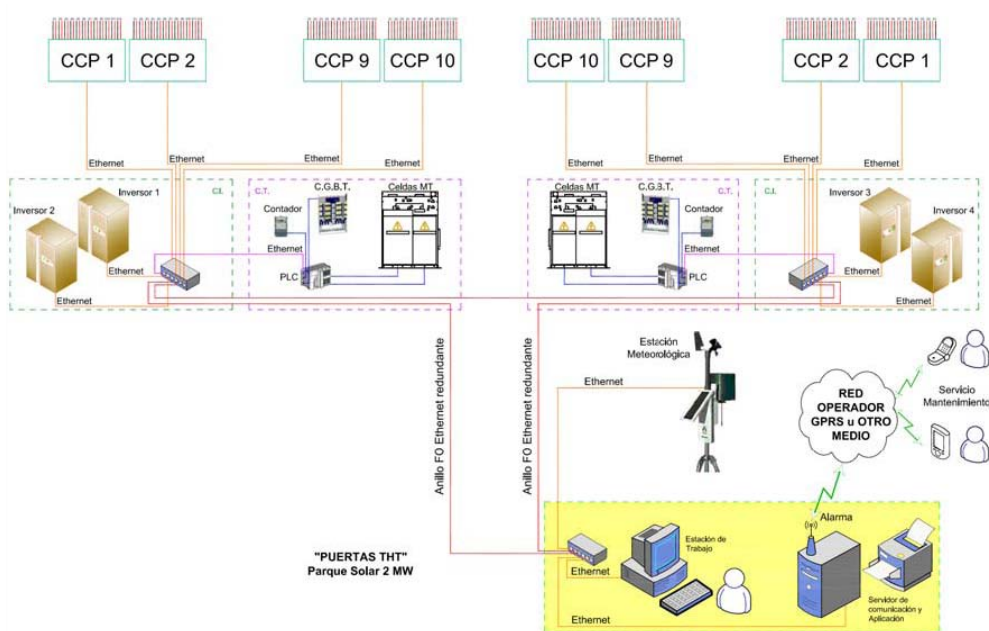 CCP 1
CCP 2
CCP 9
CCP 10
CCP 10
CCP 9
CCP 2
CCP 1
Ethernet
Ethernet
Ethernet
Ethernet
Ethernet
Ethernet
Ethernet
Ethernet
Inversor 1
Inversor 2
C.I.
Ethernet
Ethernet
C.T.
C.G.B.T.
Celdas MT
Contador
Ethernet
PLC
Celdas MT
C.G.B.T.
C.T.
Contador
Ethernet
PLC
C.I.
Inversor 3
Inversor 4
Ethernet
Ethernet
Anillo FO Ethernet redundante
Anillo FO Ethernet redundante
Estación
Meteorológica
Ethernet
RED
OPERADOR
GPRS u OTRO
MEDIO
Servicio
Mantenimiento
"PUERTAS THT"
Parque Solar 2 MW
Estación de
Trabajo
Ethernet
Ethernet
Alarma
Servidor de
comunicación y
Aplicación